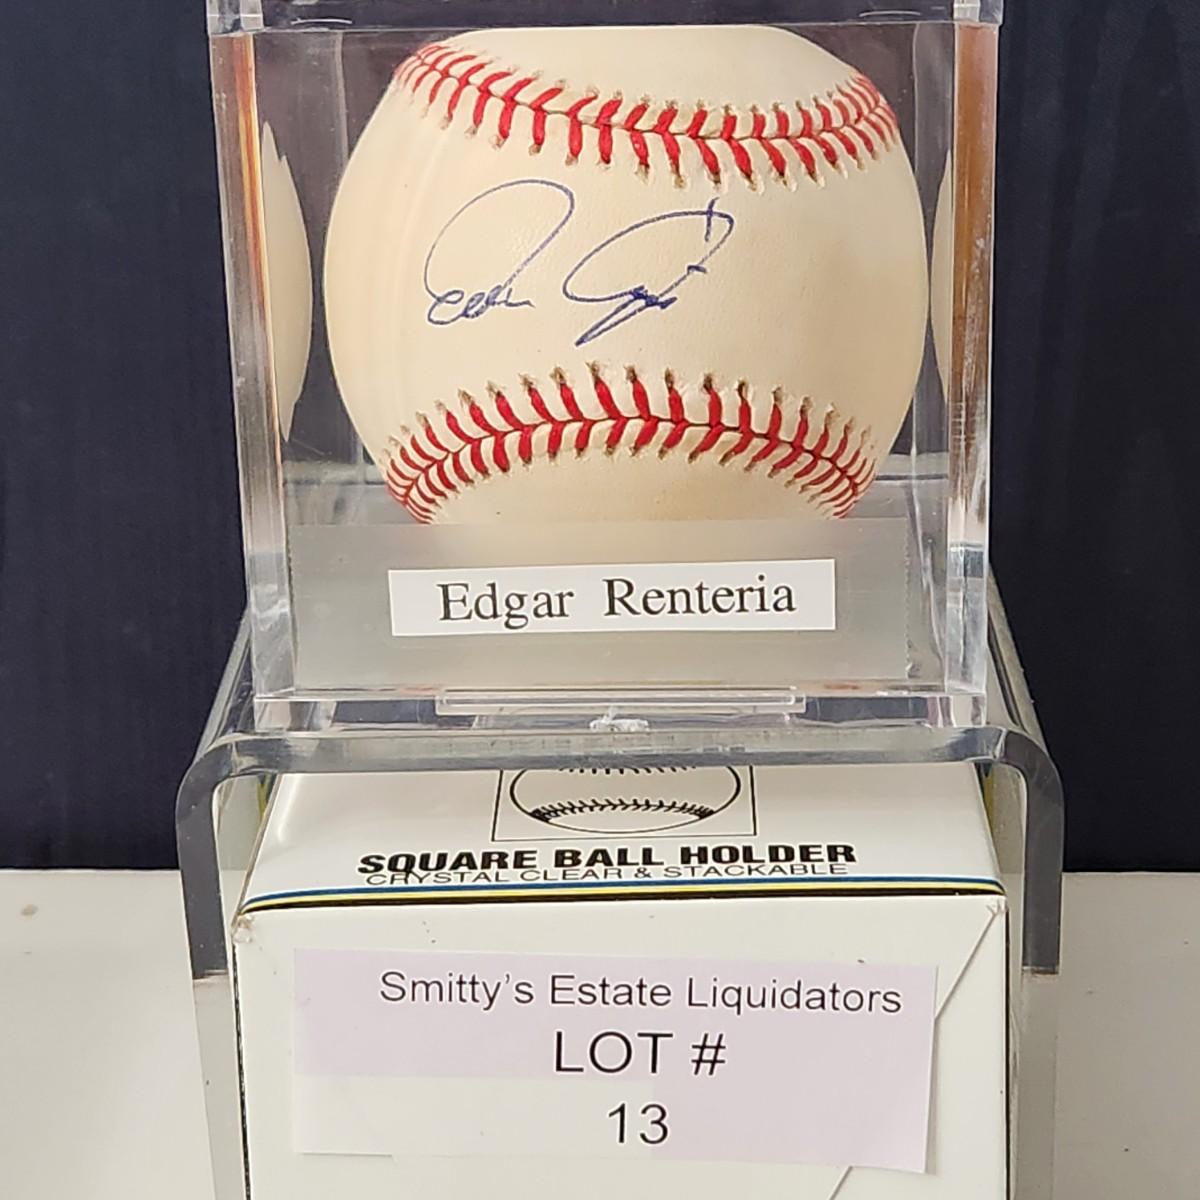 Edgar Renteria
SQUARE BALL HOLDER
CRYSTAL CLEAR & STACKABLE
Smitty's Estate Liquidators
LOT #
13